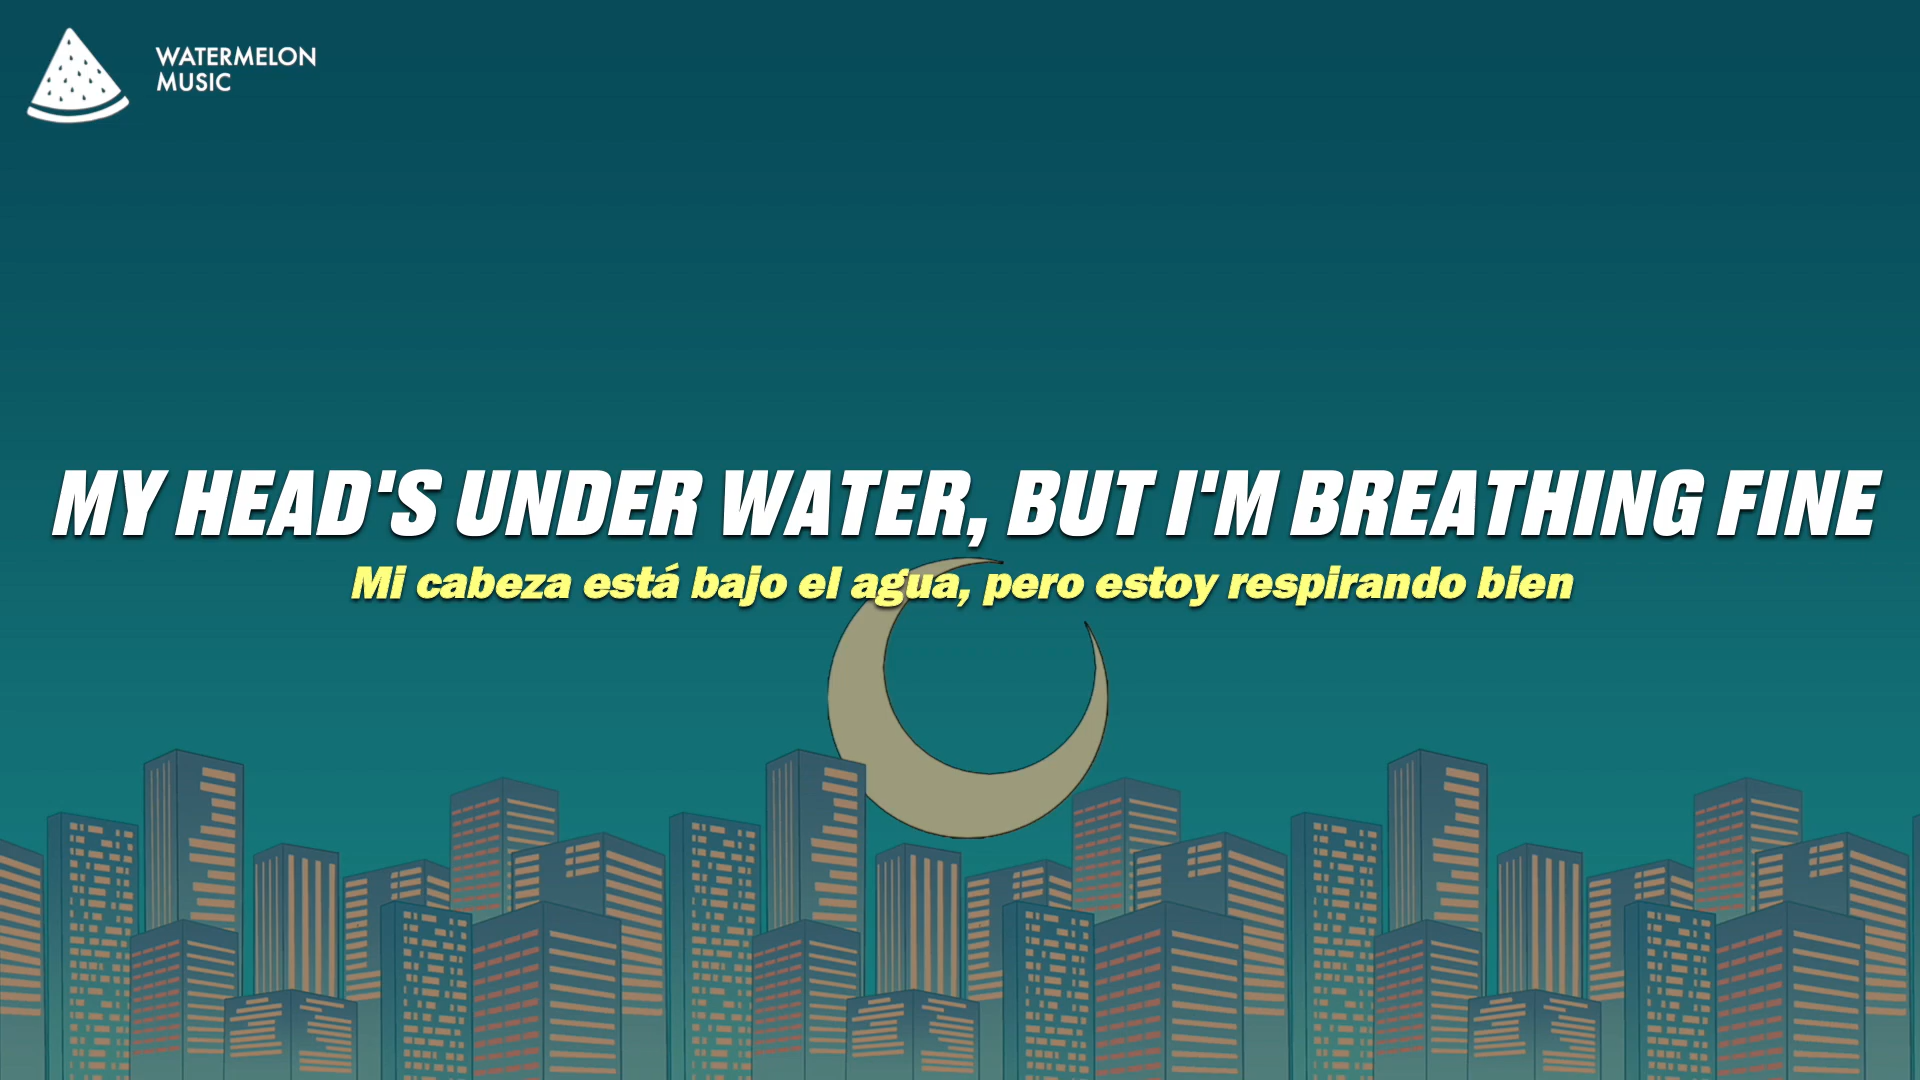 WATERMELON
MUSIC
MY HEAD'S UNDER WATER, BUT I'M BREATHING FINE
Mi cabeza está bajo el agua, pero estoy respirando bien